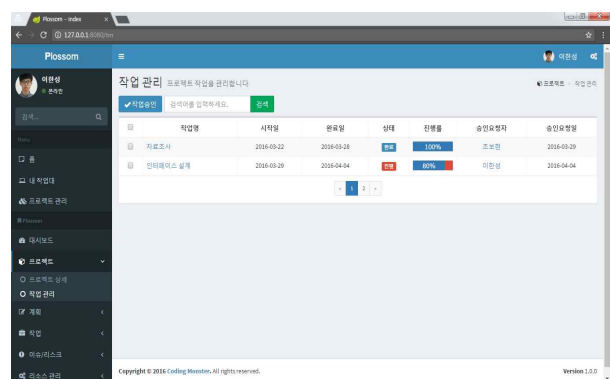 Plossom - Index
127.0.0.1:8080/tm
Plossom
이한성
이한성
온라인
검색...
Menu
홈
내 작업대
프로젝트 관리
Plossom
대시보드
프로젝트
프로젝트 상세
작업 관리
계획
작업
이슈/리스크
리소스 관리
작업 관리 프로젝트 작업을 관리합니다.
프로젝트 > 작업 관리
작업승인 검색어를 입력하세요. 검색
작업명 시작일 완료일 상태 진행률 승인요청자 승인요청일
자료조사 2016-03-22 2016-03-28 완료 100% 조보현 2016-03-29
인터페이스 설계 2016-03-29 2016-04-04 진행 80% 이한성 2016-04-04
« 1 2 »
Copyright © 2016 Coding Monster. All rights reserved.
Version 1.0.0